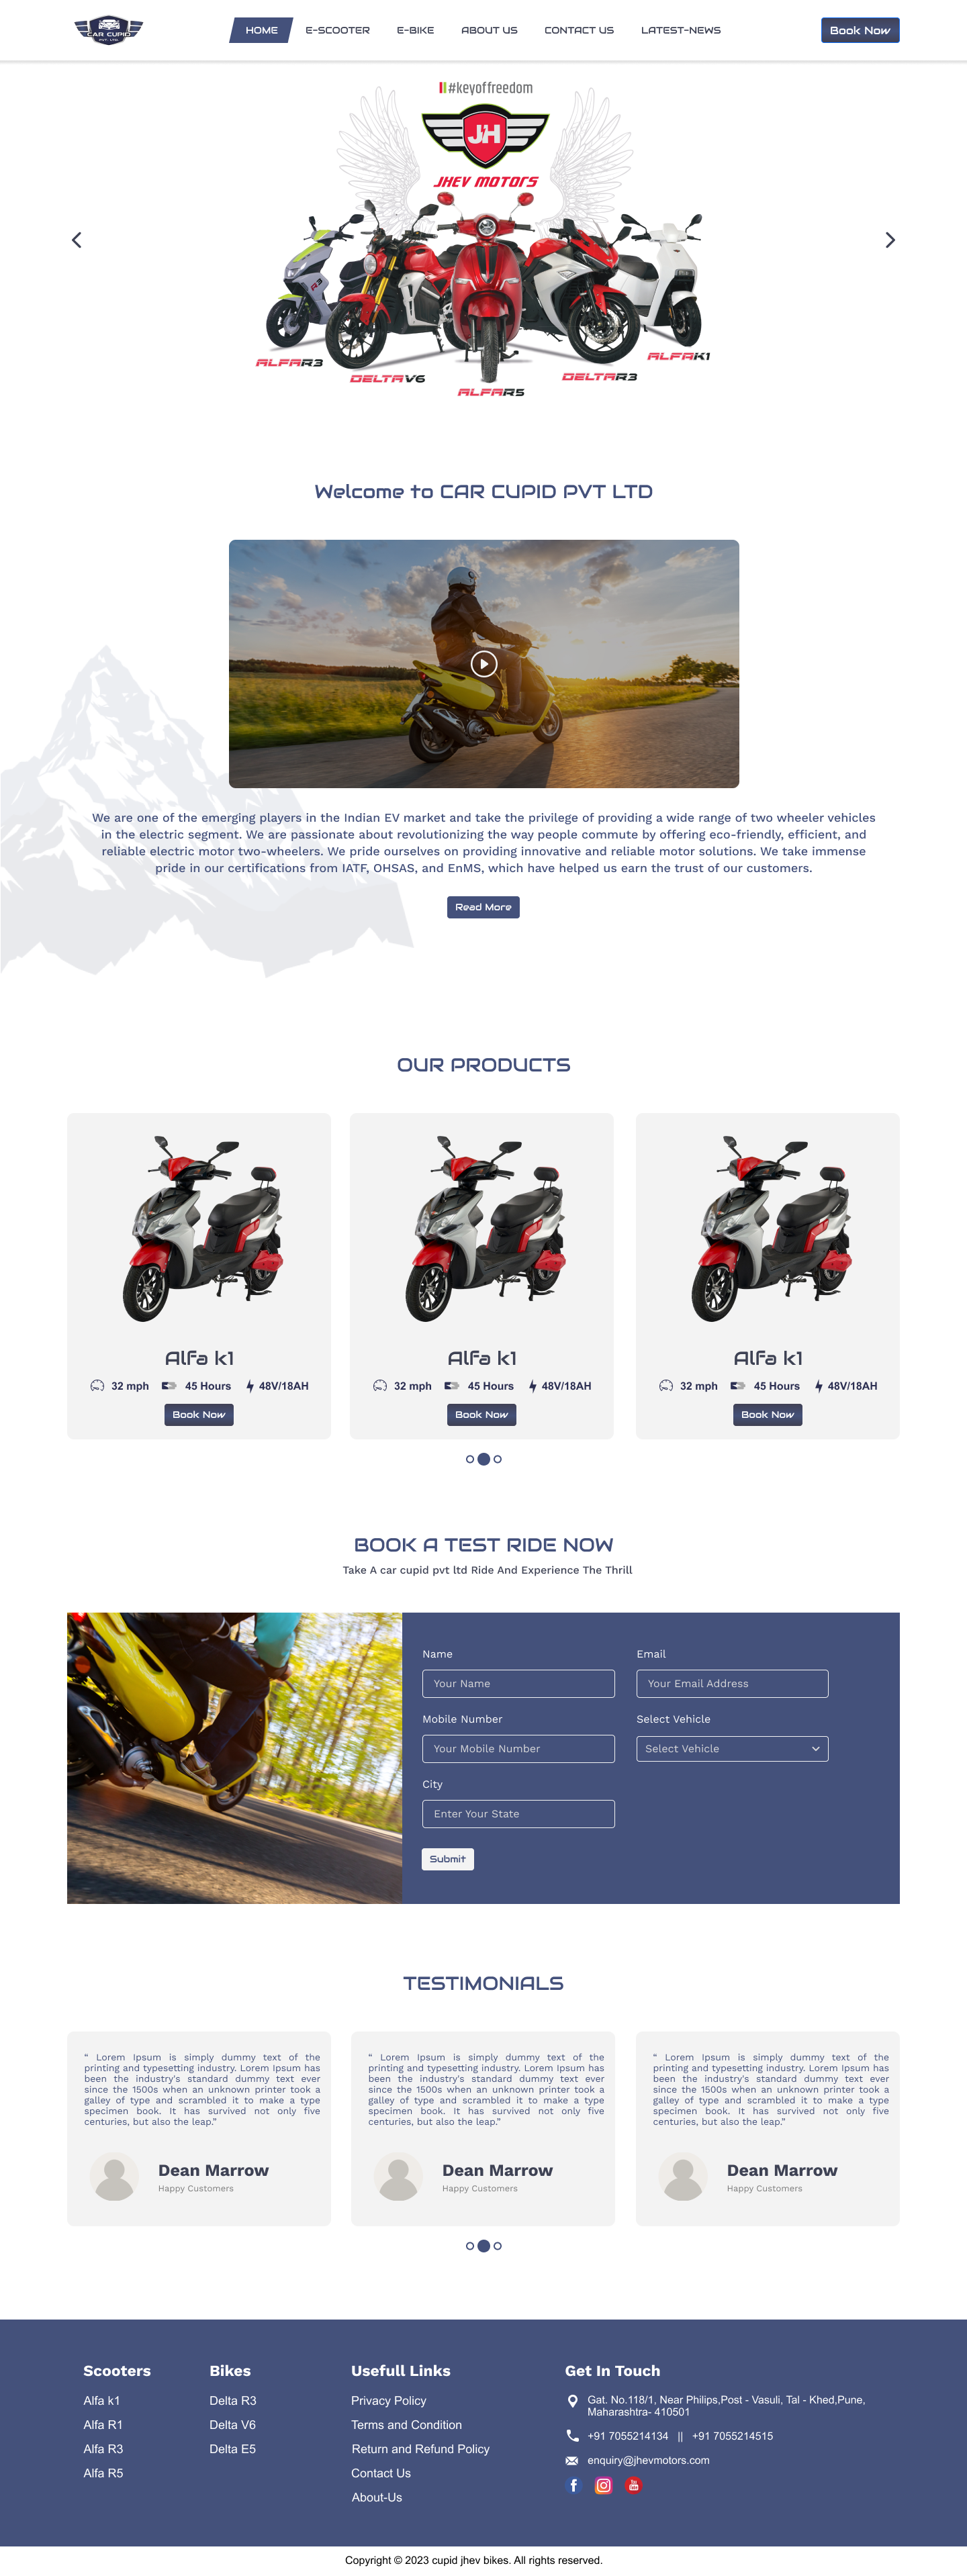 CAR CUPID
PVT. LTD.
HOME
E-SCOOTER
E-BIKE
ABOUT US
CONTACT US
LATEST-NEWS
Book Now
#keyoffreedom
JH
JHEV MOTORS
R3
ALFAR3
DELTAV6
ALFAR5
DELTAR3
ALFAK1
Welcome to CAR CUPID PVT LTD
We are one of the emerging players in the Indian EV market and take the privilege of providing a wide range of two wheeler vehicles
in the electric segment. We are passionate about revolutionizing the way people commute by offering eco-friendly, efficient, and
reliable electric motor two-wheelers. We pride ourselves on providing innovative and reliable motor solutions. We take immense
pride in our certifications from IATF, OHSAS, and EnMS, which have helped us earn the trust of our customers.
Read More
OUR PRODUCTS
Alfa k1
32 mph 45 Hours 48V/18AH
Book Now
Alfa k1
32 mph 45 Hours 48V/18AH
Book Now
Alfa k1
32 mph 45 Hours 48V/18AH
Book Now
BOOK A TEST RIDE NOW
Take A car cupid pvt ltd Ride And Experience The Thrill
Name
Your Name
Email
Your Email Address
Mobile Number
Your Mobile Number
Select Vehicle
Select Vehicle
City
Enter Your State
Submit
TESTIMONIALS
“ Lorem Ipsum is simply dummy text of the
printing and typesetting industry. Lorem Ipsum has
been the industry's standard dummy text ever
since the 1500s when an unknown printer took a
galley of type and scrambled it to make a type
specimen book. It has survived not only five
centuries, but also the leap.”
Dean Marrow
Happy Customers
“ Lorem Ipsum is simply dummy text of the
printing and typesetting industry. Lorem Ipsum has
been the industry's standard dummy text ever
since the 1500s when an unknown printer took a
galley of type and scrambled it to make a type
specimen book. It has survived not only five
centuries, but also the leap.”
Dean Marrow
Happy Customers
“ Lorem Ipsum is simply dummy text of the
printing and typesetting industry. Lorem Ipsum has
been the industry's standard dummy text ever
since the 1500s when an unknown printer took a
galley of type and scrambled it to make a type
specimen book. It has survived not only five
centuries, but also the leap.”
Dean Marrow
Happy Customers
Scooters
Alfa k1
Alfa R1
Alfa R3
Alfa R5
Bikes
Delta R3
Delta V6
Delta E5
Usefull Links
Privacy Policy
Terms and Condition
Return and Refund Policy
Contact Us
About-Us
Get In Touch
Gat. No.118/1, Near Philips,Post - Vasuli, Tal - Khed,Pune,
Maharashtra- 410501
+91 7055214134 || +91 7055214515
enquiry@jhevmotors.com
Copyright © 2023 cupid jhev bikes. All rights reserved.